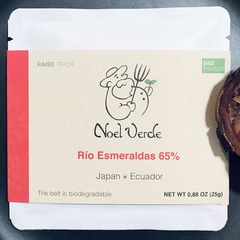 RAISE TRADE
BIO
Product
Noel Verde
Río Esmeraldas 65%
Japan • Ecuador
The belt is biodegradable
NET WT 0.88 OZ (25g)